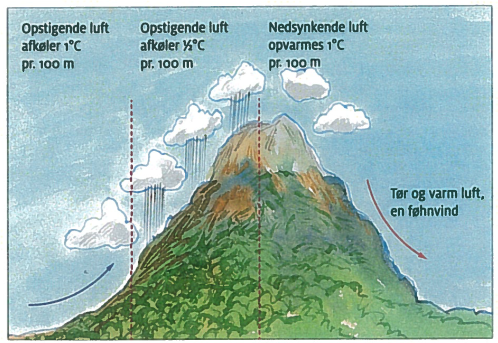 Opstigende luft
afkøler 1°C
pr. 100 m
Opstigende luft
afkøler ½°C
pr. 100 m
Nedsynkende luft
opvarmes 1°C
pr. 100 m
Tør og varm luft,
en føhnvind